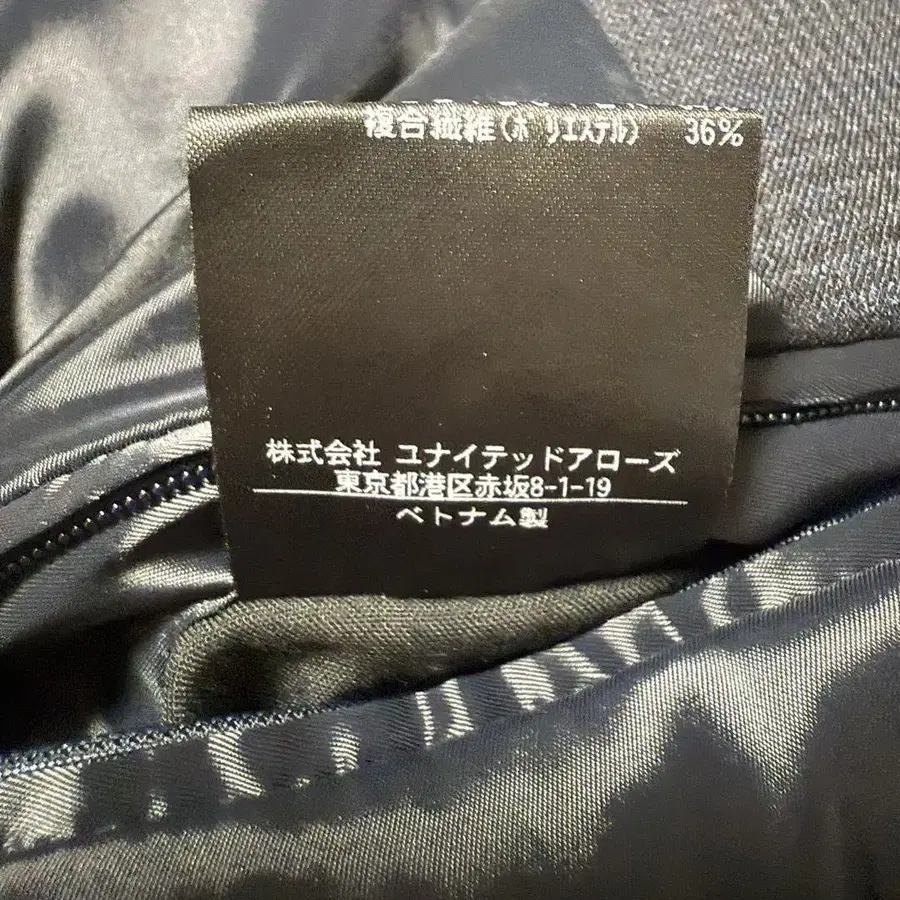 複合繊維(ポリエステル) 36%
株式会社 ユナイテッドアローズ
東京都港区赤坂8-1-19
ベトナム製